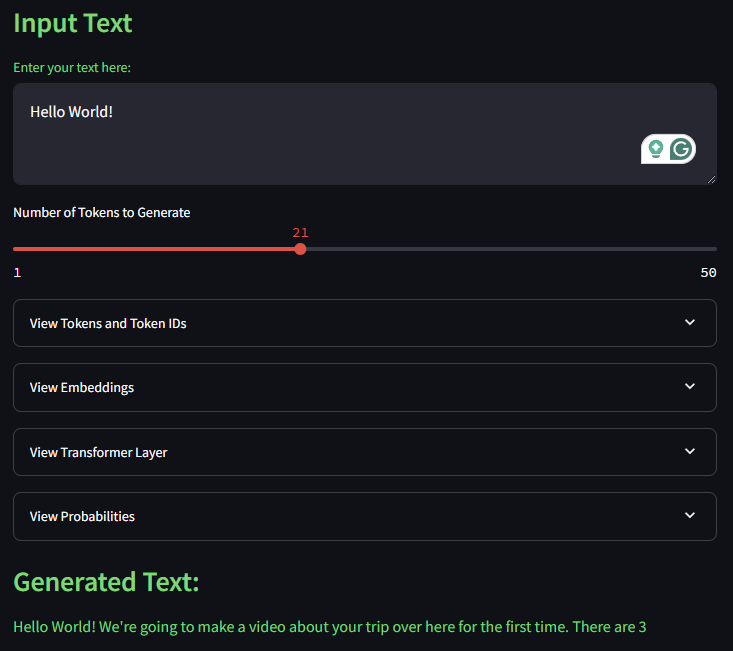 Input Text
Enter your text here:
Hello World!
Number of Tokens to Generate
21
1 50
View Tokens and Token IDs
View Embeddings
View Transformer Layer
View Probabilities
Generated Text:
Hello World! We're going to make a video about your trip over here for the first time. There are 3